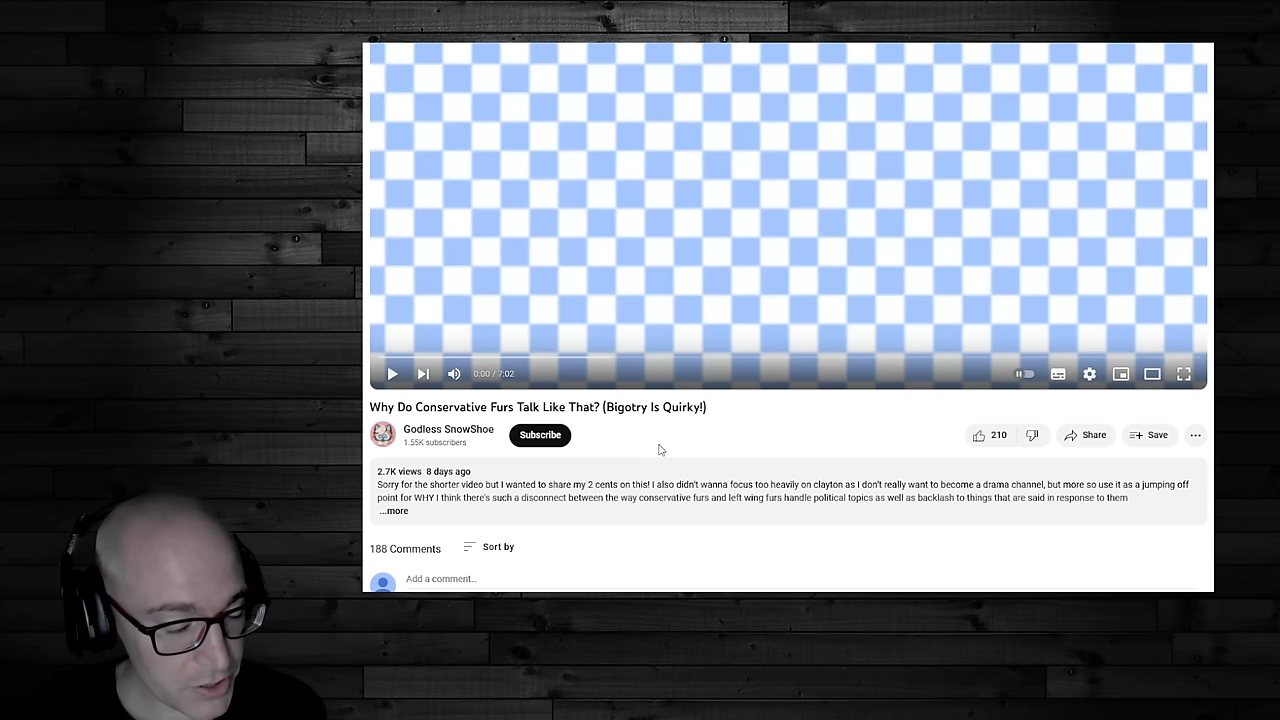 0:00 / 7:02
Why Do Conservative Furs Talk Like That? (Bigotry Is Quirky!)
Godless SnowShoe
1.55K subscribers
Subscribe
210
Share
Save
2.7K views 8 days ago
Sorry for the shorter video but I wanted to share my 2 cents on this! I also didn't wanna focus too heavily on clayton as I don't really want to become a drama channel, but more so use it as a jumping off
point for WHY I think there's such a disconnect between the way conservative furs and left wing furs handle political topics as well as backlash to things that are said in response to them
...more
188 Comments
Sort by
Add a comment...